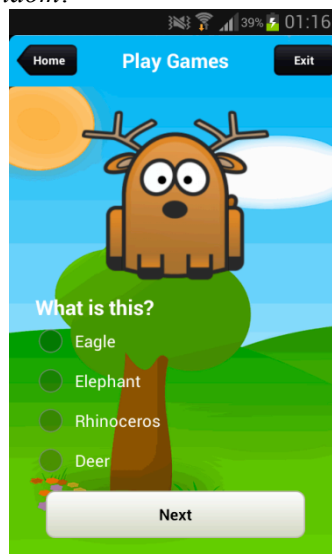 39% 01:16
Home Play Games Exit
What is this?
Eagle
Elephant
Rhinoceros
Deer
Next